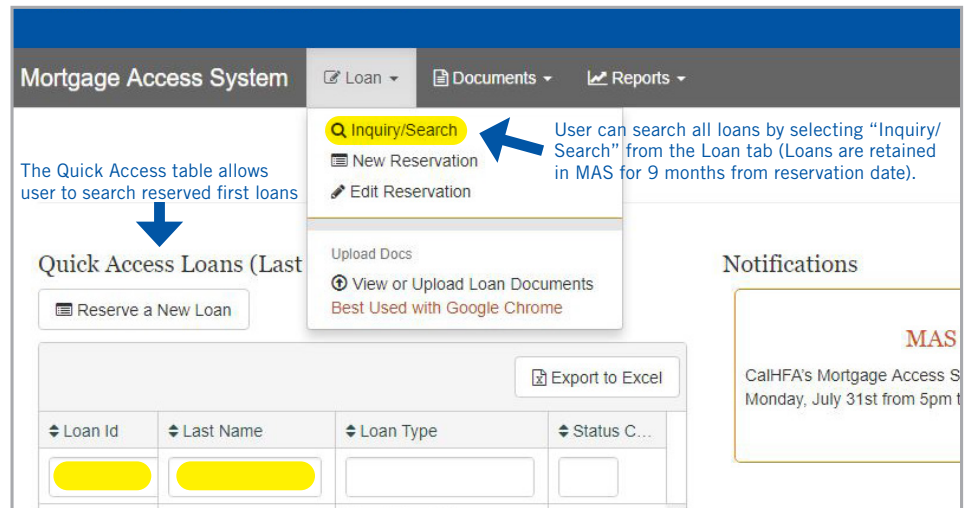 Mortgage Access System
Loan
Documents
Reports
Inquiry/Search
New Reservation
Edit Reservation
Upload Docs
View or Upload Loan Documents
Best Used with Google Chrome
User can search all loans by selecting “Inquiry/
Search” from the Loan tab (Loans are retained
in MAS for 9 months from reservation date).
The Quick Access table allows
user to search reserved first loans
Quick Access Loans (Last
Reserve a New Loan
Export to Excel
Loan Id
Last Name
Loan Type
Status C...
Notifications
MAS
CalHFA's Mortgage Access S
Monday, July 31st from 5pm t